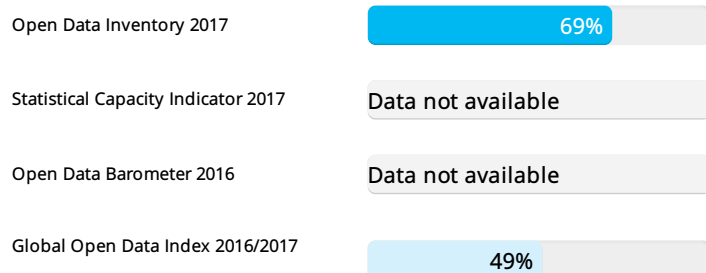 Open Data Inventory 2017
69%
Statistical Capacity Indicator 2017
Data not available
Open Data Barometer 2016
Data not available
Global Open Data Index 2016/2017
49%